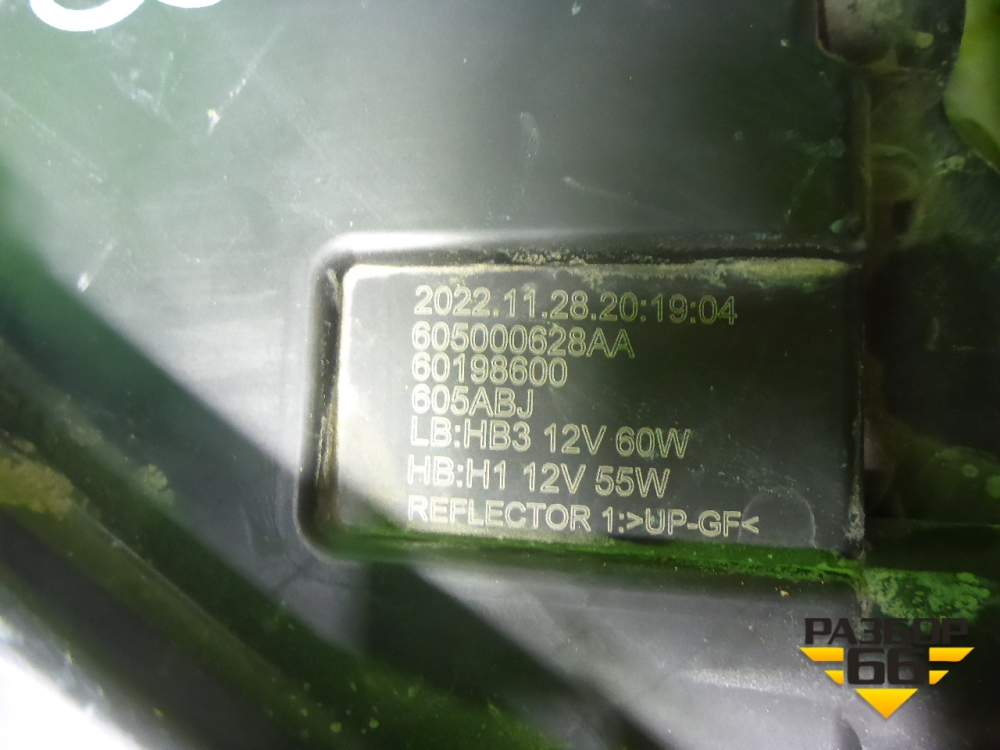 2022.11.28.20:19:04
605000628AA
60198600
605ABJ
LB:HB3 12V 60W
HB:H1 12V 55W
REFLECTOR 1:>UP-GF<
РАЗБОР
66